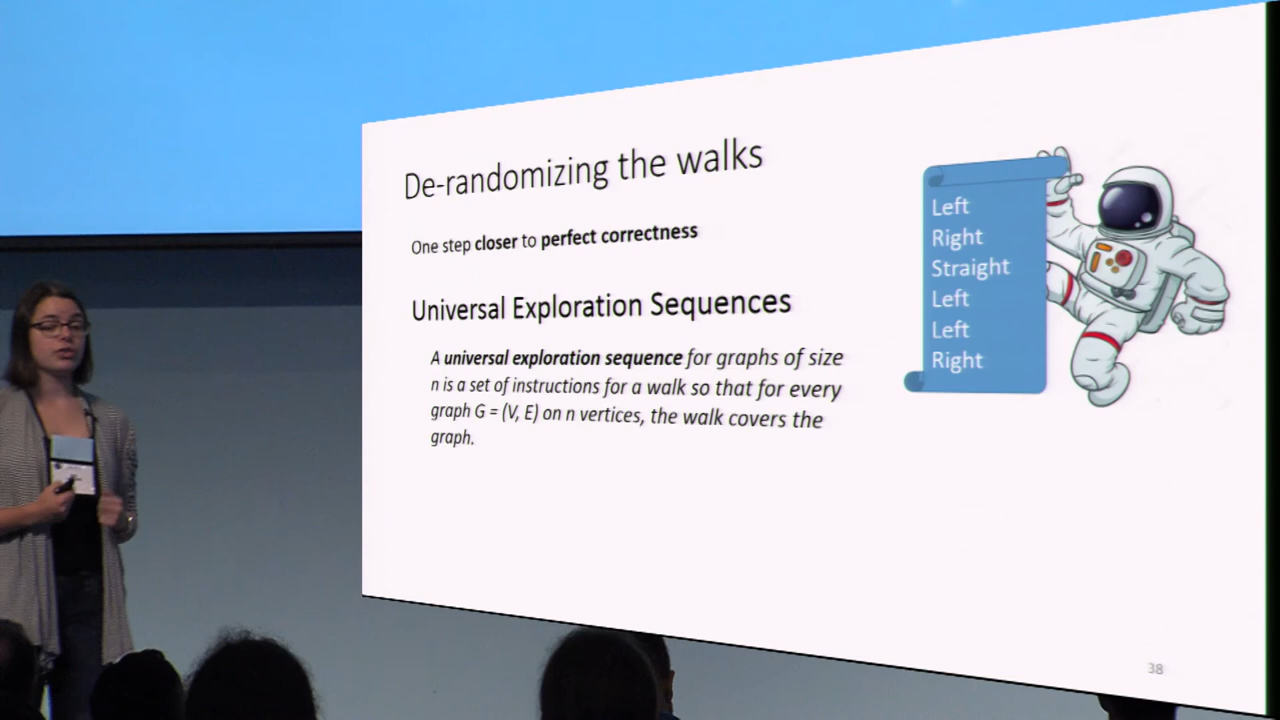 De-randomizing the walks
One step closer to perfect correctness
Universal Exploration Sequences
A universal exploration sequence for graphs of size
n is a set of instructions for a walk so that for every
graph G = (V, E) on n vertices, the walk covers the
graph.
Left
Right
Straight
Left
Left
Right
38